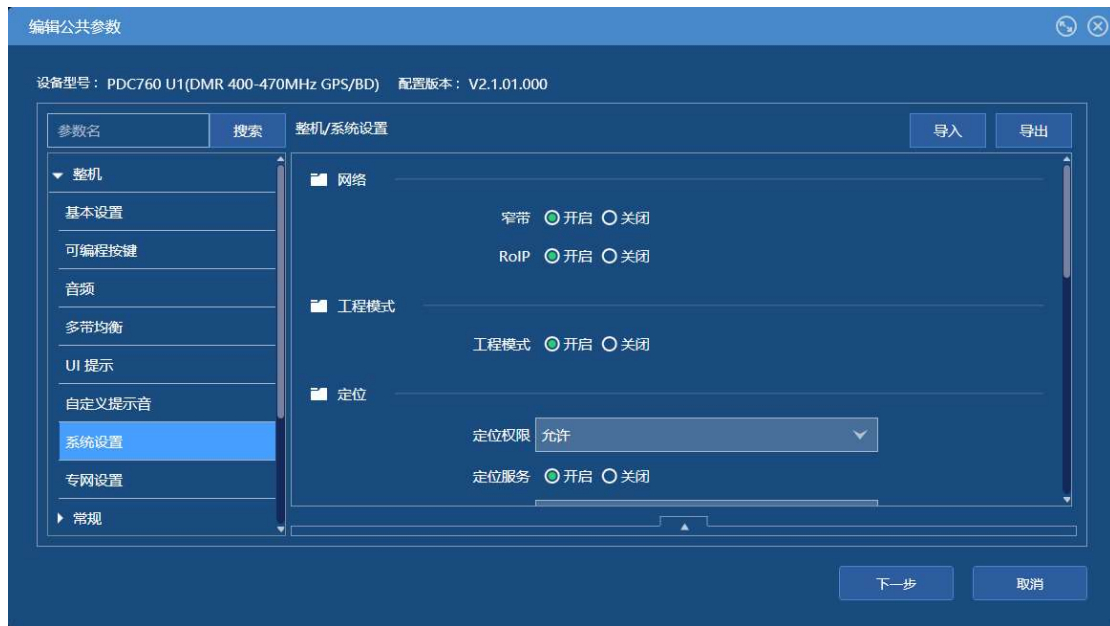 编辑公共参数
设备型号： PDC760 U1(DMR 400-470MHz GPS/BD) 配置版本： V2.1.01.000
参数名 搜索 整机/系统设置 导入 导出
整机
基本设置
可编程按键
音频
多带均衡
UI 提示
自定义提示音
系统设置
专网设置
常规
网络
窄带 开启 关闭
RoIP 开启 关闭
工程模式
工程模式 开启 关闭
定位
定位权限 允许
定位服务 开启 关闭
下一步 取消